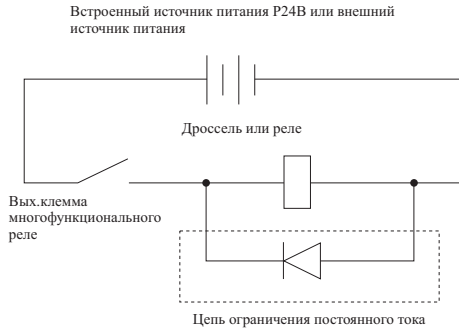 Встроенный источник питания P24В или внешний
источник питания
Дроссель или реле
Вых.клемма
многофункционального
реле
Цепь ограничения постоянного тока